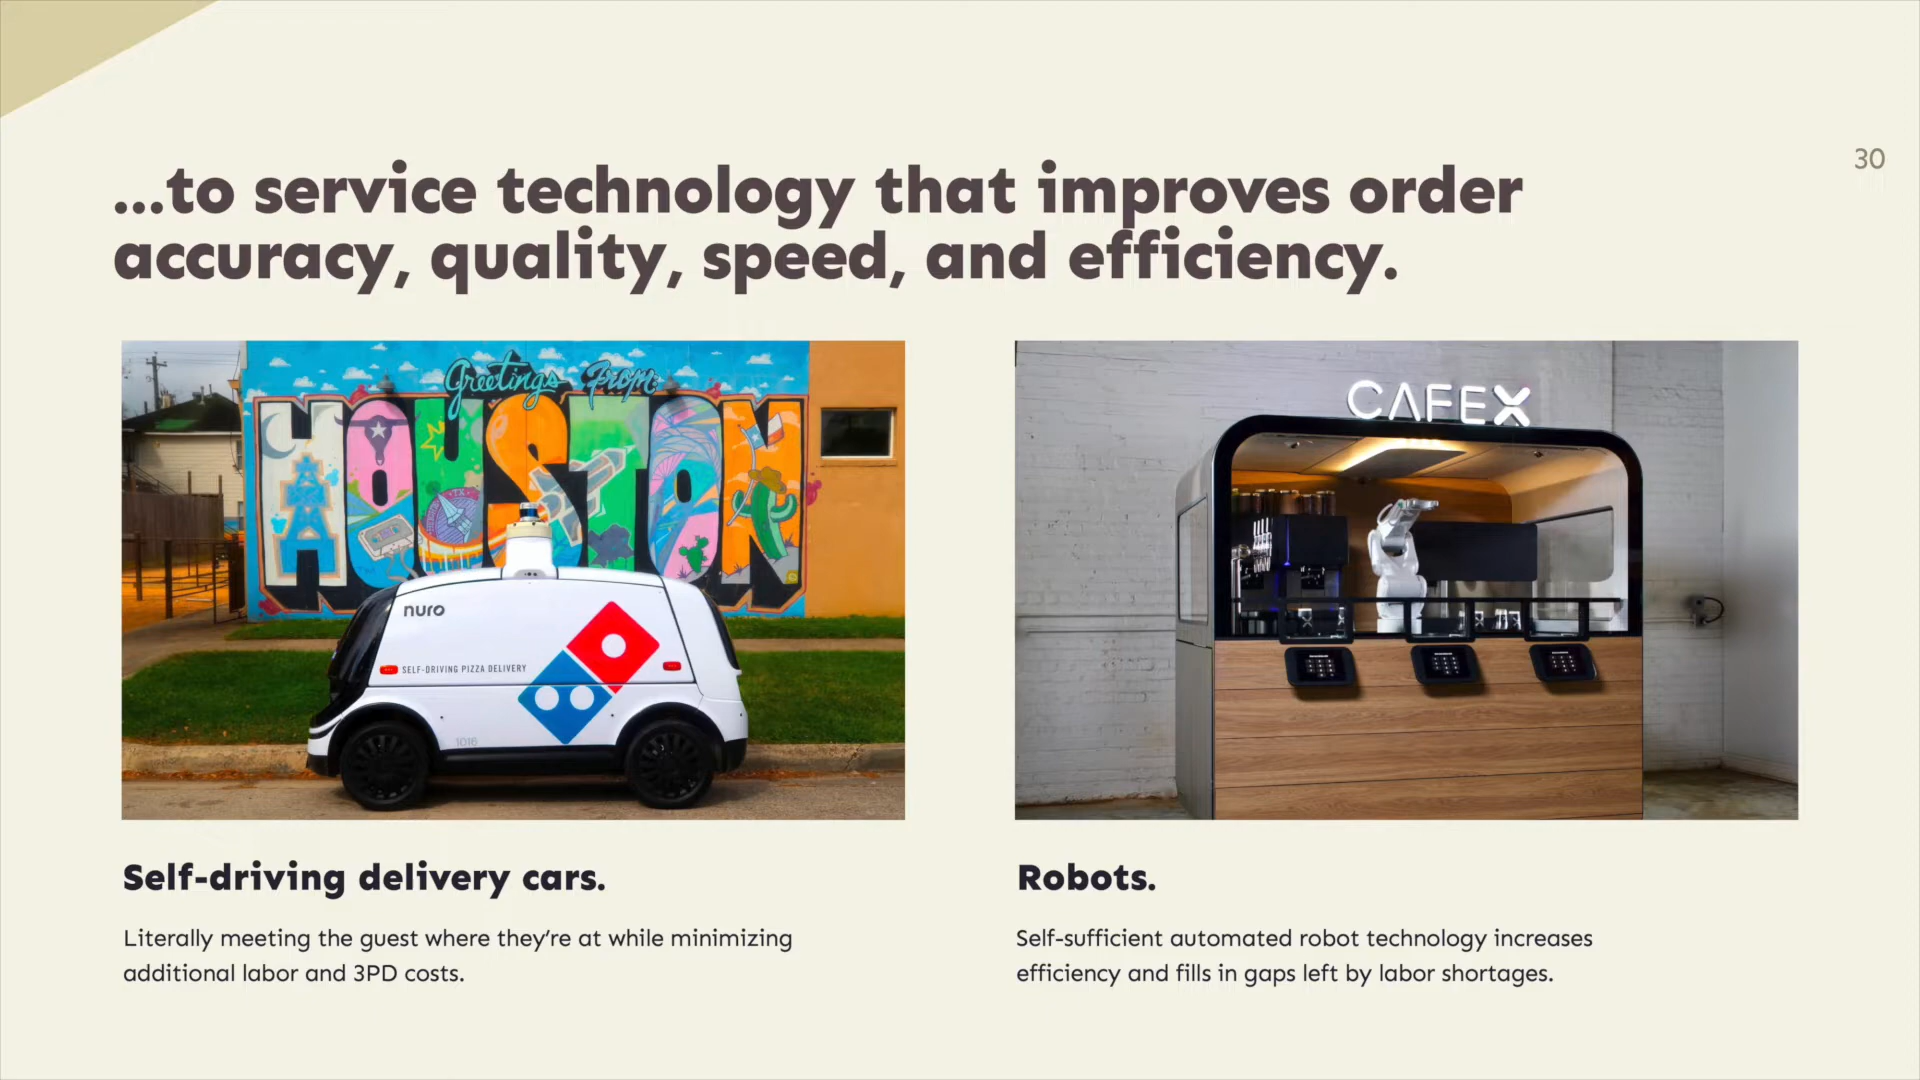 30
...to service technology that improves order
accuracy, quality, speed, and efficiency.
Greetings From:
HOUSTON
nuro
SELF-DRIVING PIZZA DELIVERY
1016
CAFE X
Self-driving delivery cars.
Literally meeting the guest where they’re at while minimizing
additional labor and 3PD costs.
Robots.
Self-sufficient automated robot technology increases
efficiency and fills in gaps left by labor shortages.